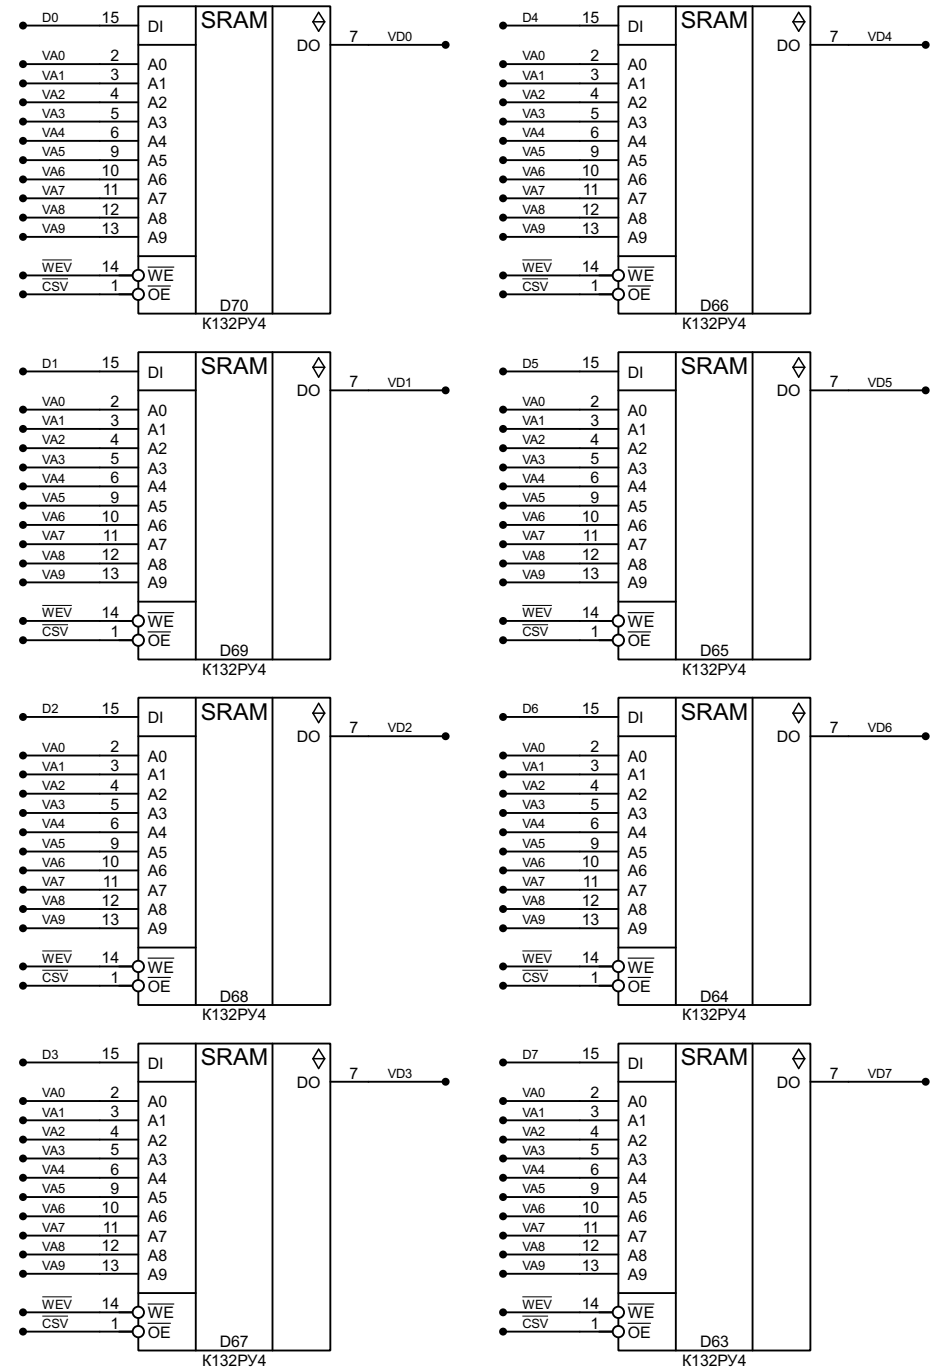 D0 15 DI SRAM
DO 7 VD0
VA0 2 A0
VA1 3 A1
VA2 4 A2
VA3 5 A3
VA4 6 A4
VA5 9 A5
VA6 10 A6
VA7 11 A7
VA8 12 A8
VA9 13 A9
WEV 14 WE
CSV 1 OE
D70
К132РУ4
D4 15 DI SRAM
DO 7 VD4
VA0 2 A0
VA1 3 A1
VA2 4 A2
VA3 5 A3
VA4 6 A4
VA5 9 A5
VA6 10 A6
VA7 11 A7
VA8 12 A8
VA9 13 A9
WEV 14 WE
CSV 1 OE
D66
К132РУ4
D1 15 DI SRAM
DO 7 VD1
VA0 2 A0
VA1 3 A1
VA2 4 A2
VA3 5 A3
VA4 6 A4
VA5 9 A5
VA6 10 A6
VA7 11 A7
VA8 12 A8
VA9 13 A9
WEV 14 WE
CSV 1 OE
D69
К132РУ4
D5 15 DI SRAM
DO 7 VD5
VA0 2 A0
VA1 3 A1
VA2 4 A2
VA3 5 A3
VA4 6 A4
VA5 9 A5
VA6 10 A6
VA7 11 A7
VA8 12 A8
VA9 13 A9
WEV 14 WE
CSV 1 OE
D65
К132РУ4
D2 15 DI SRAM
DO 7 VD2
VA0 2 A0
VA1 3 A1
VA2 4 A2
VA3 5 A3
VA4 6 A4
VA5 9 A5
VA6 10 A6
VA7 11 A7
VA8 12 A8
VA9 13 A9
WEV 14 WE
CSV 1 OE
D68
К132РУ4
D6 15 DI SRAM
DO 7 VD6
VA0 2 A0
VA1 3 A1
VA2 4 A2
VA3 5 A3
VA4 6 A4
VA5 9 A5
VA6 10 A6
VA7 11 A7
VA8 12 A8
VA9 13 A9
WEV 14 WE
CSV 1 OE
D64
К132РУ4
D3 15 DI SRAM
DO 7 VD3
VA0 2 A0
VA1 3 A1
VA2 4 A2
VA3 5 A3
VA4 6 A4
VA5 9 A5
VA6 10 A6
VA7 11 A7
VA8 12 A8
VA9 13 A9
WEV 14 WE
CSV 1 OE
D67
К132РУ4
D7 15 DI SRAM
DO 7 VD7
VA0 2 A0
VA1 3 A1
VA2 4 A2
VA3 5 A3
VA4 6 A4
VA5 9 A5
VA6 10 A6
VA7 11 A7
VA8 12 A8
VA9 13 A9
WEV 14 WE
CSV 1 OE
D63
К132РУ4